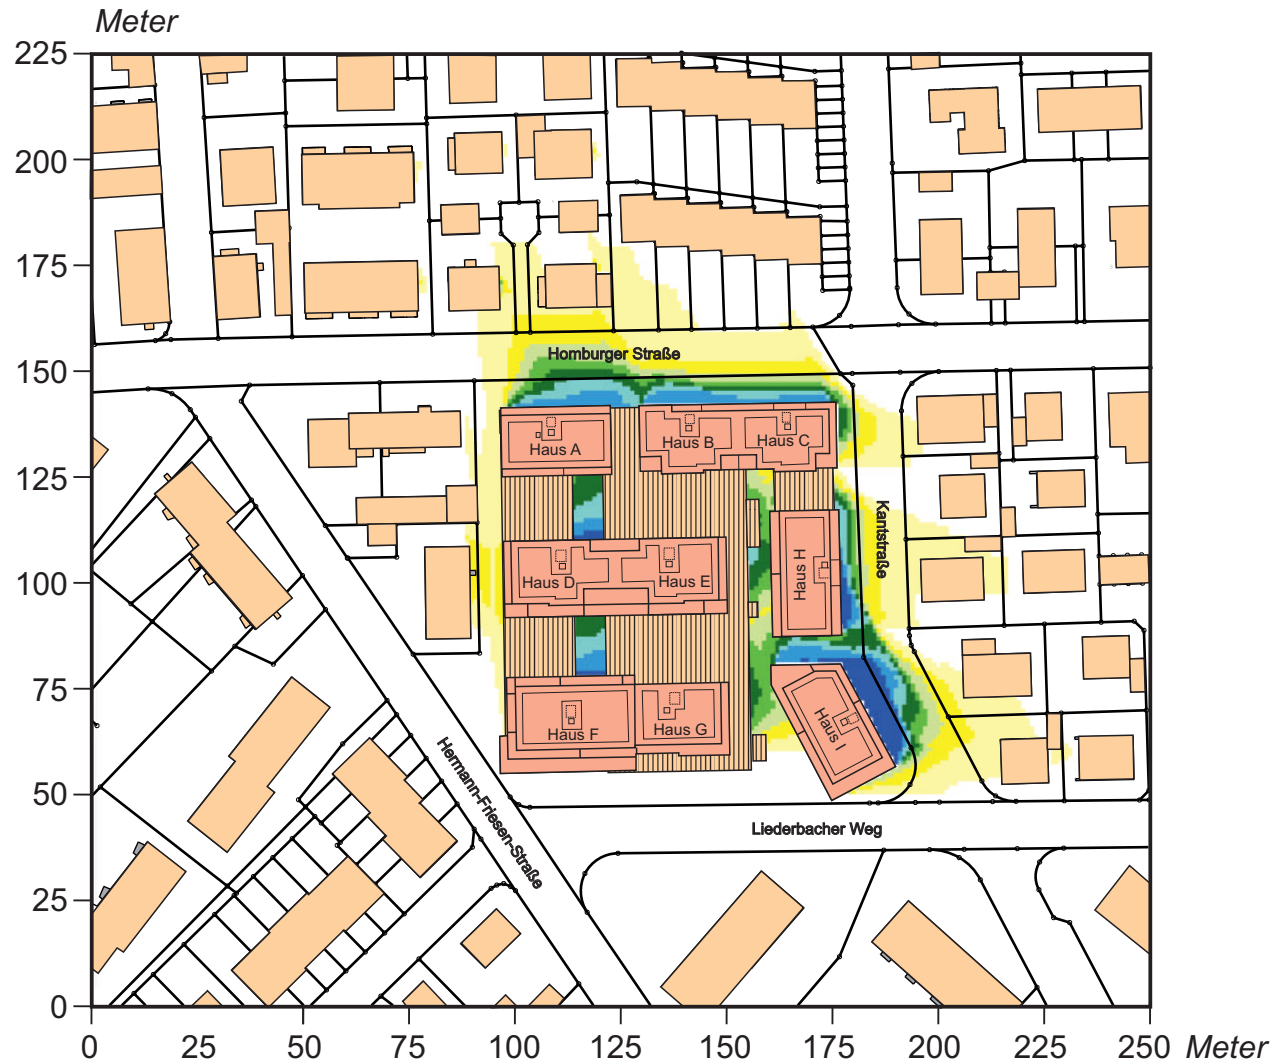 Meter
225
200
175
150
125
100
75
50
25
0
Homburger Straße
Haus A
Haus B
Haus C
Haus D
Haus E
Haus H
Kantstraße
Haus F
Haus G
Haus I
Hermann-Friesen-Straße
Liederbacher Weg
0 25 50 75 100 125 150 175 200 225 250 Meter